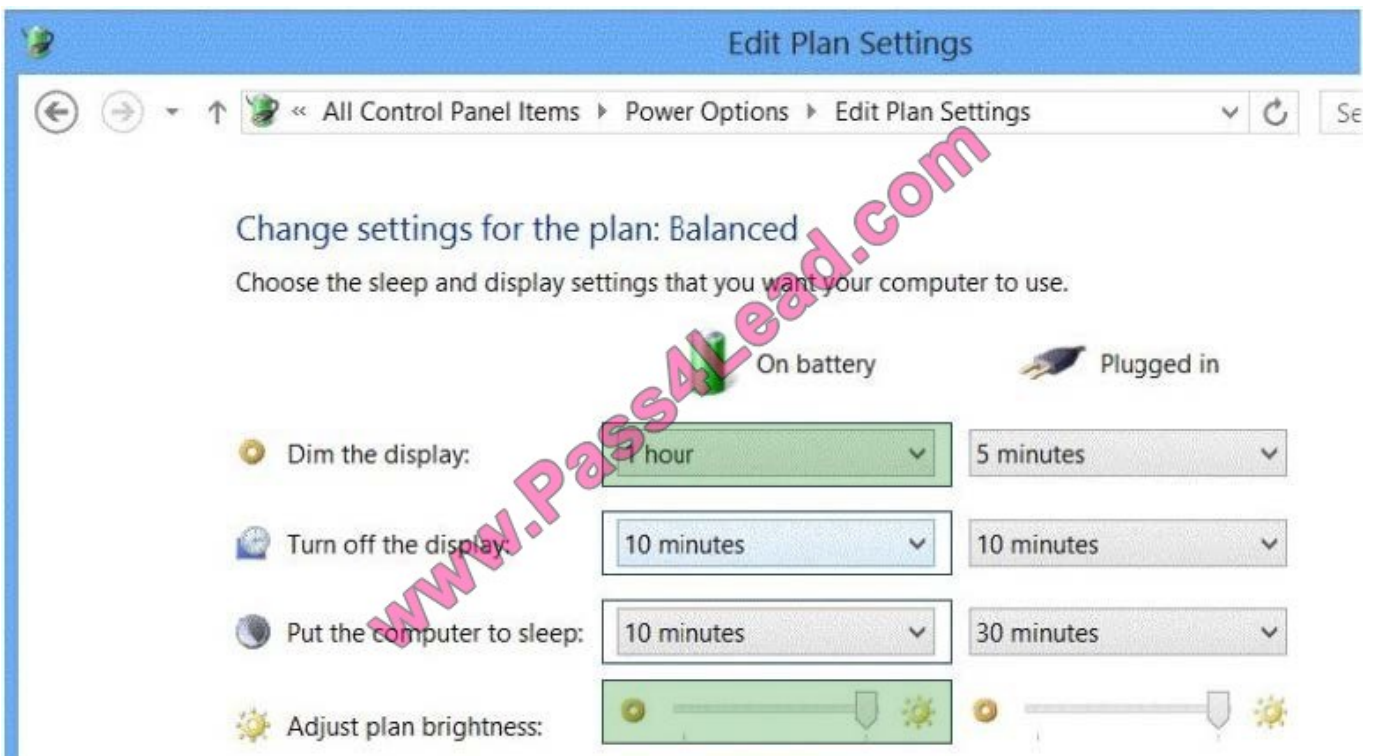 Edit Plan Settings
« All Control Panel Items Power Options Edit Plan Settings
Se
Change settings for the plan: Balanced
Choose the sleep and display settings that you want your computer to use.
On battery Plugged in
Dim the display: 1 hour 5 minutes
Turn off the display: 10 minutes 10 minutes
Put the computer to sleep: 10 minutes 30 minutes
Adjust plan brightness:
www.Pass4Lead.com